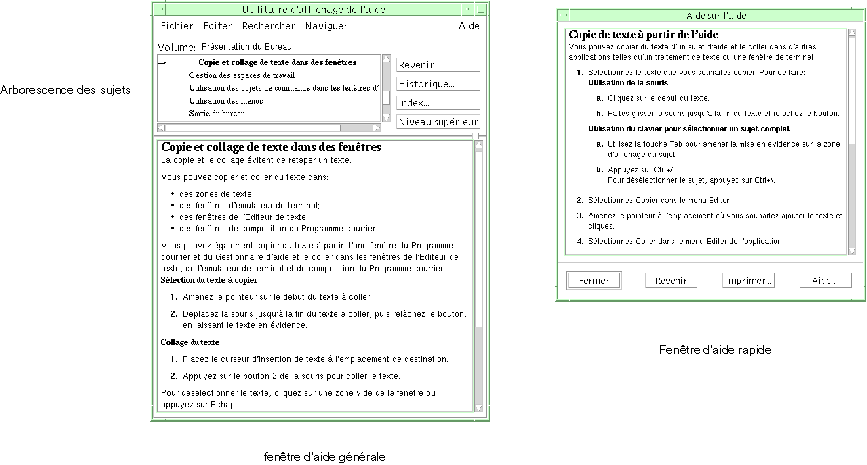 Utilitaire d'affichage de l'aide
Fichier Editer Rechercher Naviguer Aide
Volume: Présentation du Bureau
Copie et collage de texte dans des fenêtres
Gestion des espaces de travail
Utilisation des sujets de commande dans les fenêtres d'
Utilisation des menus
Sortie du bureau
Revenir
Historique...
Index...
Niveau supérieur
Arborescence des sujets
Copie et collage de texte dans des fenêtres
La copie et le collage évitent de retaper un texte.
Vous pouvez copier et coller du texte dans:
• des zones de texte
• des fenêtres d'émulateur de terminal;
• des fenêtres de l'Editeur de texte
• des fenêtres de composition du Programme courrier
Vous pouvez également copier du texte à partir d'une fenêtre du Programme
courrier et du Gestionnaire d'aide et le coller dans les fenêtres de l'Editeur de
texte, de l'émulateur de terminal et de composition du Programme courrier.
Sélection du texte à copier
1. Amenez le pointeur sur le début du texte à coller
2. Déplacez la souris jusqu'à la fin du texte à coller, puis relâchez le bouton
en laissant le texte en évidence.
Collage du texte
1. Placez le curseur d'insertion de texte à l'emplacement de destination.
2. Appuyez sur le bouton 2 de la souris pour coller le texte.
Pour désélectionner le texte, cliquez sur une zone vide de la fenêtre ou
appuyez sur Echap
fenêtre d'aide générale
Aide sur l'aide
Copie de texte à partir de l'aide
Vous pouvez copier du texte d'un sujet d'aide et le coller dans d'autres
applications telles qu'un traitement de texte ou une fenêtre de terminal
1. Sélectionnez le texte que vous souhaitez copier. Pour ce faire:
Utilisation de la souris
a. Cliquez sur le début du texte.
b. Faites glisser la souris jusqu'à la fin du texte et relâchez le bouton.
Utilisation du clavier pour sélectionner un sujet complet
a. Utilisez la touche Tab pour amener la mise en évidence sur la zone
d'affichage du sujet
b. Appuyez sur Ctrl+/
Pour désélectionner le sujet, appuyez sur Ctrl+\.
2. Sélectionnez Copier dans le menu Editer
3. Amenez le pointeur à l'emplacement où vous souhaitez ajouter le texte et
cliquez.
4. Sélectionnez Coller dans le menu Editer de l'application
Fermer Revenir Imprimer... Aide...
Fenêtre d'aide rapide